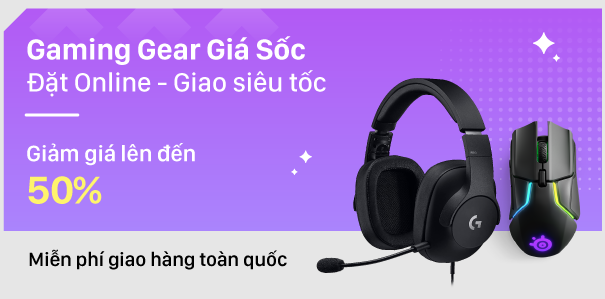 Gaming Gear Giá Sốc
Đặt Online - Giao siêu tốc
Giảm giá lên đến
50%
Miễn phí giao hàng toàn quốc